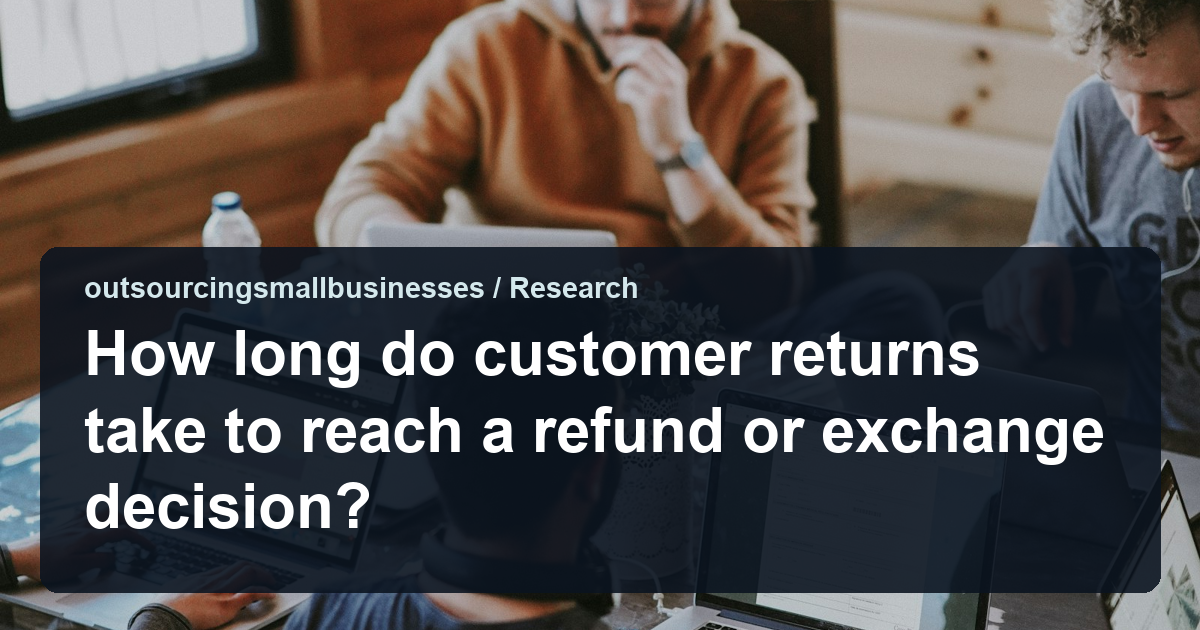 outsourcingsmallbusinesses / Research
How long do customer returns
take to reach a refund or exchange
decision?